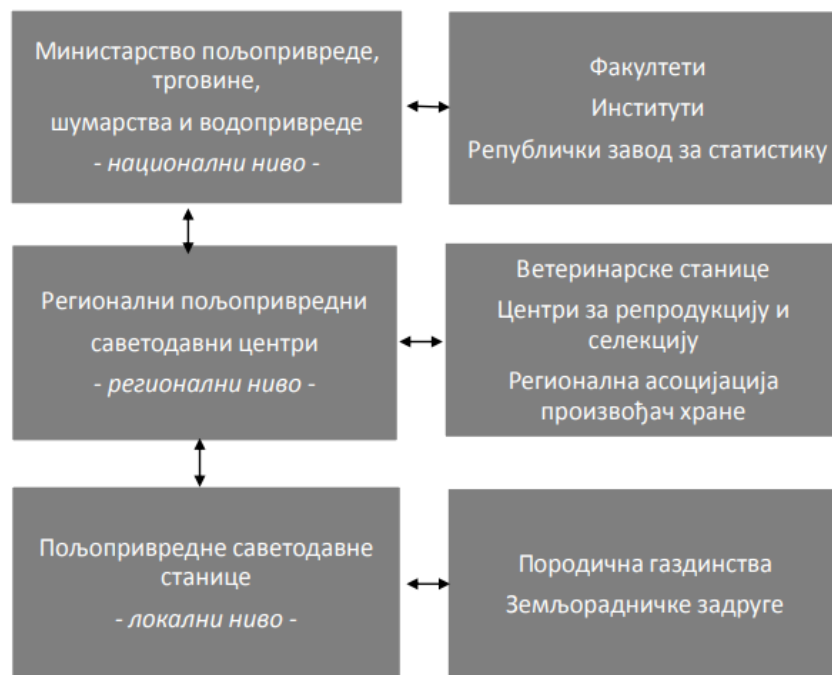 Министарство пољопривреде,
трговине,
шумарства и водопривреде
- национални ниво -
Факултети
Институти
Републички завод за статистику
Регионални пољопривредни
саветодавни центри
- регионални ниво -
Ветеринарске станице
Центри за репродукцију и
селекцију
Регионална асоцијација
произвођач хране
Пољопривредне саветодавне
станице
- локални ниво -
Породична газдинства
Земљорадничке задруге